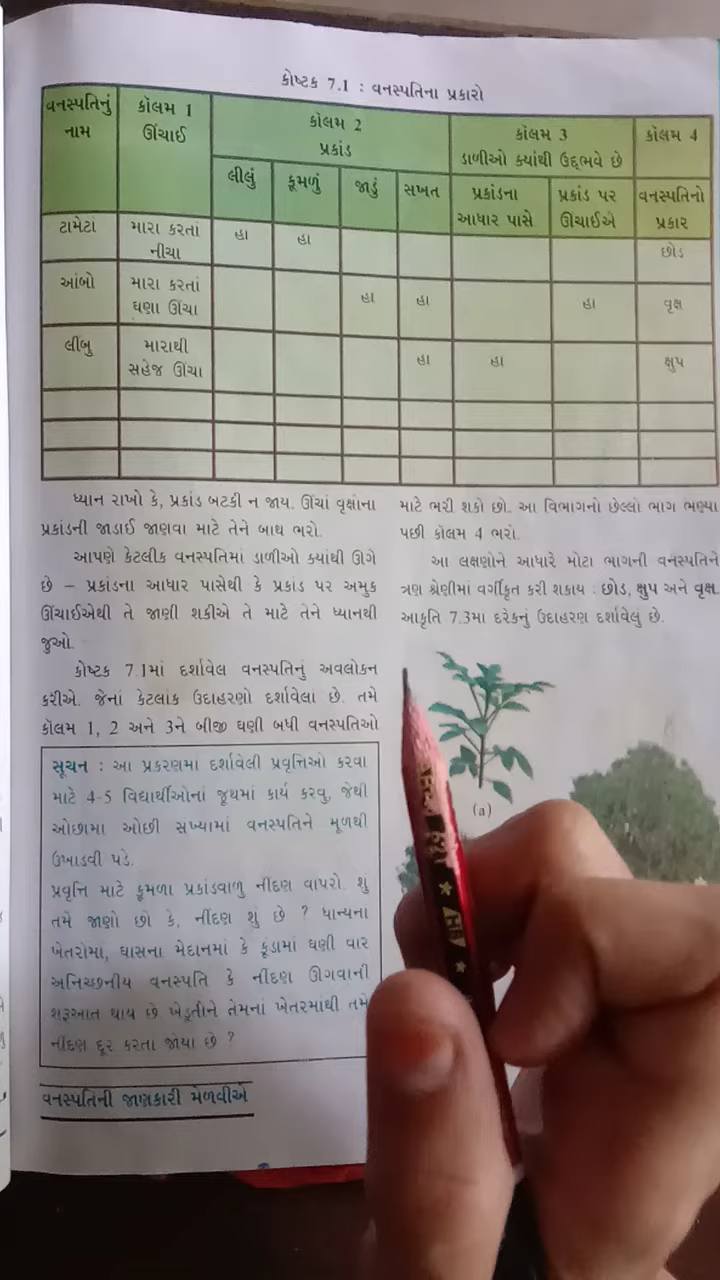 કોષ્ટક 7.1 : વનસ્પતિના પ્રકારો
વનસ્પતિનું નામ
કૉલમ 1 ઊંચાઈ
કૉલમ 2 પ્રકાંડ
કૉલમ 3 ડાળીઓ ક્યાંથી ઉદ્ભવે છે
કૉલમ 4
લીલું કૂમળું જાડું સખત પ્રકાંડના આધાર પાસે પ્રકાંડ પર ઊંચાઈએ વનસ્પતિનો પ્રકાર
ટામેટા મારા કરતાં નીચા હા હા છોડ
આંબો મારા કરતાં ઘણા ઊંચા હા હા હા વૃક્ષ
લીંબુ મારાથી સહેજ ઊંચા હા હા ક્ષુપ
ધ્યાન રાખો કે, પ્રકાંડ બટકી ન જાય. ઊંચાં વૃક્ષોના
પ્રકાંડની જાડાઈ જાણવા માટે તેને બાથ ભરો.
આપણે કેટલીક વનસ્પતિમાં ડાળીઓ ક્યાંથી ઊગે
છે – પ્રકાંડના આધાર પાસેથી કે પ્રકાંડ પર અમુક
ઊંચાઈએથી તે જાણી શકીએ તે માટે તેને ધ્યાનથી
જુઓ.
કોષ્ટક 7.1માં દર્શાવેલ વનસ્પતિનું અવલોકન
કરીએ. જેનાં કેટલાંક ઉદાહરણો દર્શાવેલા છે. તમે
કૉલમ 1, 2 અને 3ને બીજી ઘણી બધી વનસ્પતિઓ
સૂચન : આ પ્રકરણમાં દર્શાવેલી પ્રવૃત્તિઓ કરવા
માટે 4-5 વિદ્યાર્થીઓનાં જૂથમાં કાર્ય કરવુ, જેથી
ઓછામા ઓછી સંખ્યામાં વનસ્પતિને મૂળથી
ઉખાડવી પડે.
પ્રવૃત્તિ માટે કૂમળા પ્રકાંડવાળુ નીંદણ વાપરો. શું
તમે જાણો છો કે, નીંદણ શું છે ? ધાન્યના
ખેતરોમાં, ઘાસના મેદાનમાં કે કૂંડામાં ઘણી વાર
અનિચ્છનીય વનસ્પતિ કે નીંદણ ઊગવાની
શરૂઆત થાય છે ખેડૂતોને તેમનાં ખેતરમાથી તમે
નીંદણ દૂર કરતા જોયા છે ?
વનસ્પતિની જાણકારી મેળવીએ
માટે ભરી શકો છો. આ વિભાગનો છેલ્લો ભાગ ભણ્યા
પછી કૉલમ 4 ભરો.
આ લક્ષણોને આધારે મોટા ભાગની વનસ્પતિને
ત્રણ શ્રેણીમાં વર્ગીકૃત કરી શકાય : છોડ, ક્ષુપ અને વૃક્ષ.
આકૃતિ 7.3મા દરેકનું ઉદાહરણ દર્શાવેલુ છે.
(a)
HB